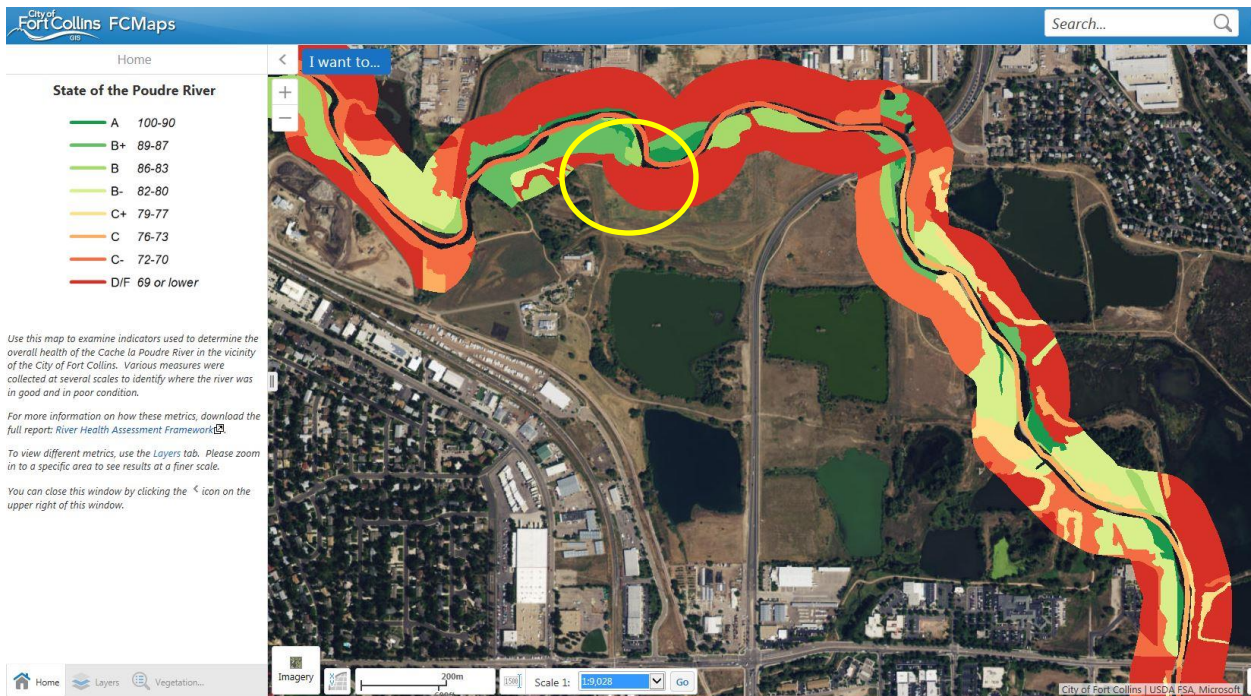 City of
Fort Collins FCMaps
GIS
Search...
Home
I want to...
State of the Poudre River
A 100-90
B+ 89-87
B 86-83
B- 82-80
C+ 79-77
C 76-73
C- 72-70
D/F 69 or lower
Use this map to examine indicators used to determine the
overall health of the Cache la Poudre River in the vicinity
of the City of Fort Collins. Various measures were
collected at several scales to identify where the river was
in good and in poor condition.
For more information on how these metrics, download the
full report: River Health Assessment Framework.
To view different metrics, use the Layers tab. Please zoom
in to a specific area to see results at a finer scale.
You can close this window by clicking the < icon on the
upper right of this window.
Home Layers Vegetation...
Imagery
200m
Scale 1: 1:9,028 Go
City of Fort Collins | USDA FSA, Microsoft